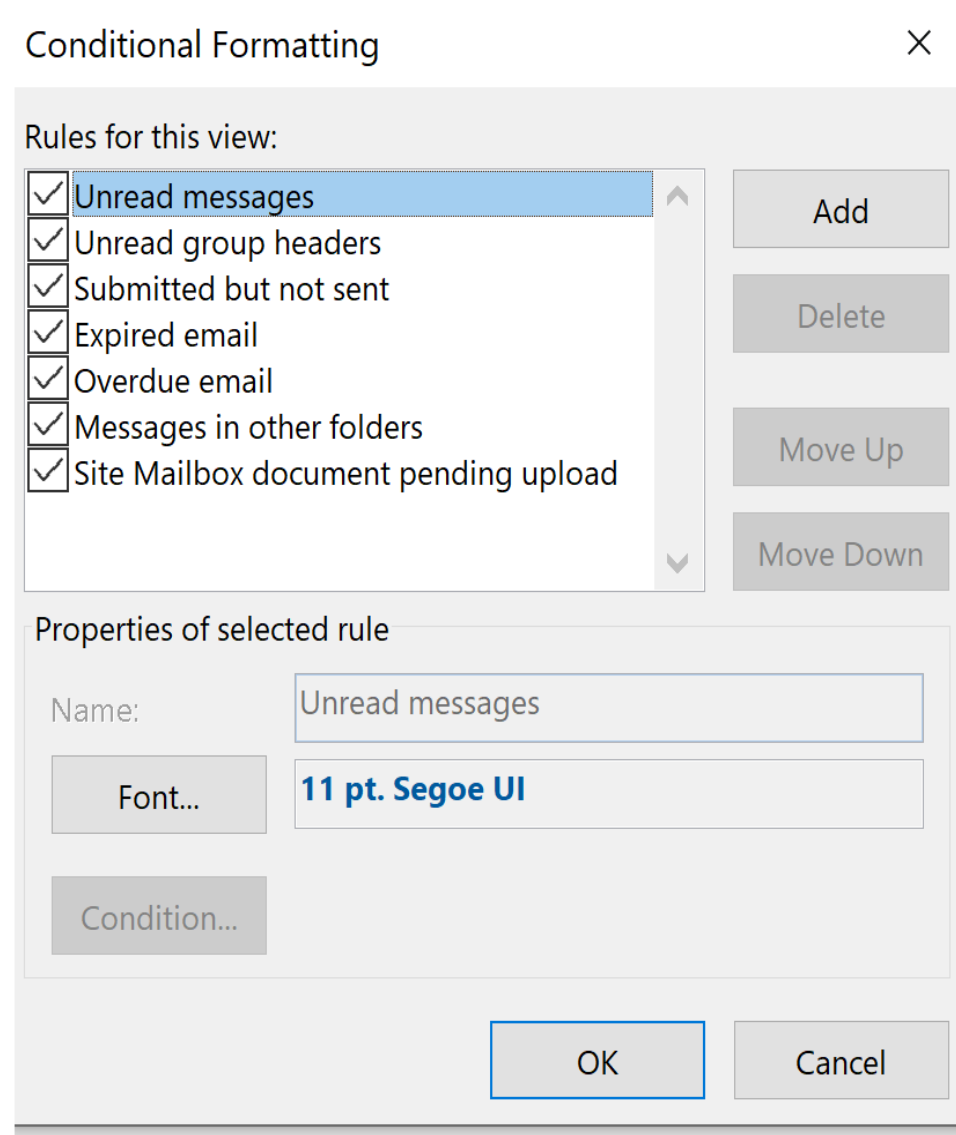 Conditional Formatting
Rules for this view:
Unread messages
Unread group headers
Submitted but not sent
Expired email
Overdue email
Messages in other folders
Site Mailbox document pending upload
Add
Delete
Move Up
Move Down
Properties of selected rule
Name:
Unread messages
Font...
11 pt. Segoe UI
Condition...
OK
Cancel